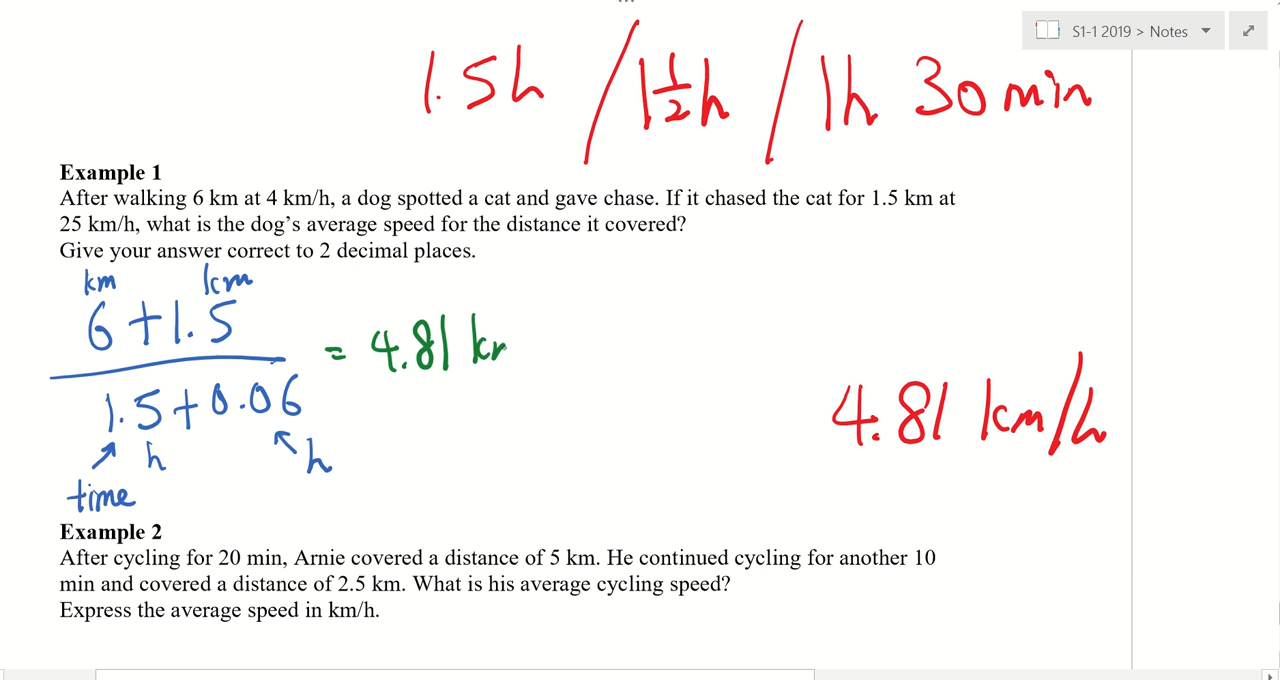 S1-1 2019 > Notes
1.5h / 1 1/2 h / 1h 30 min
Example 1
After walking 6 km at 4 km/h, a dog spotted a cat and gave chase. If it chased the cat for 1.5 km at
25 km/h, what is the dog's average speed for the distance it covered?
Give your answer correct to 2 decimal places.
km km
6 + 1.5
= 4.81 kr
1.5 + 0.06
h h
time
4.81 km/h
Example 2
After cycling for 20 min, Arnie covered a distance of 5 km. He continued cycling for another 10
min and covered a distance of 2.5 km. What is his average cycling speed?
Express the average speed in km/h.